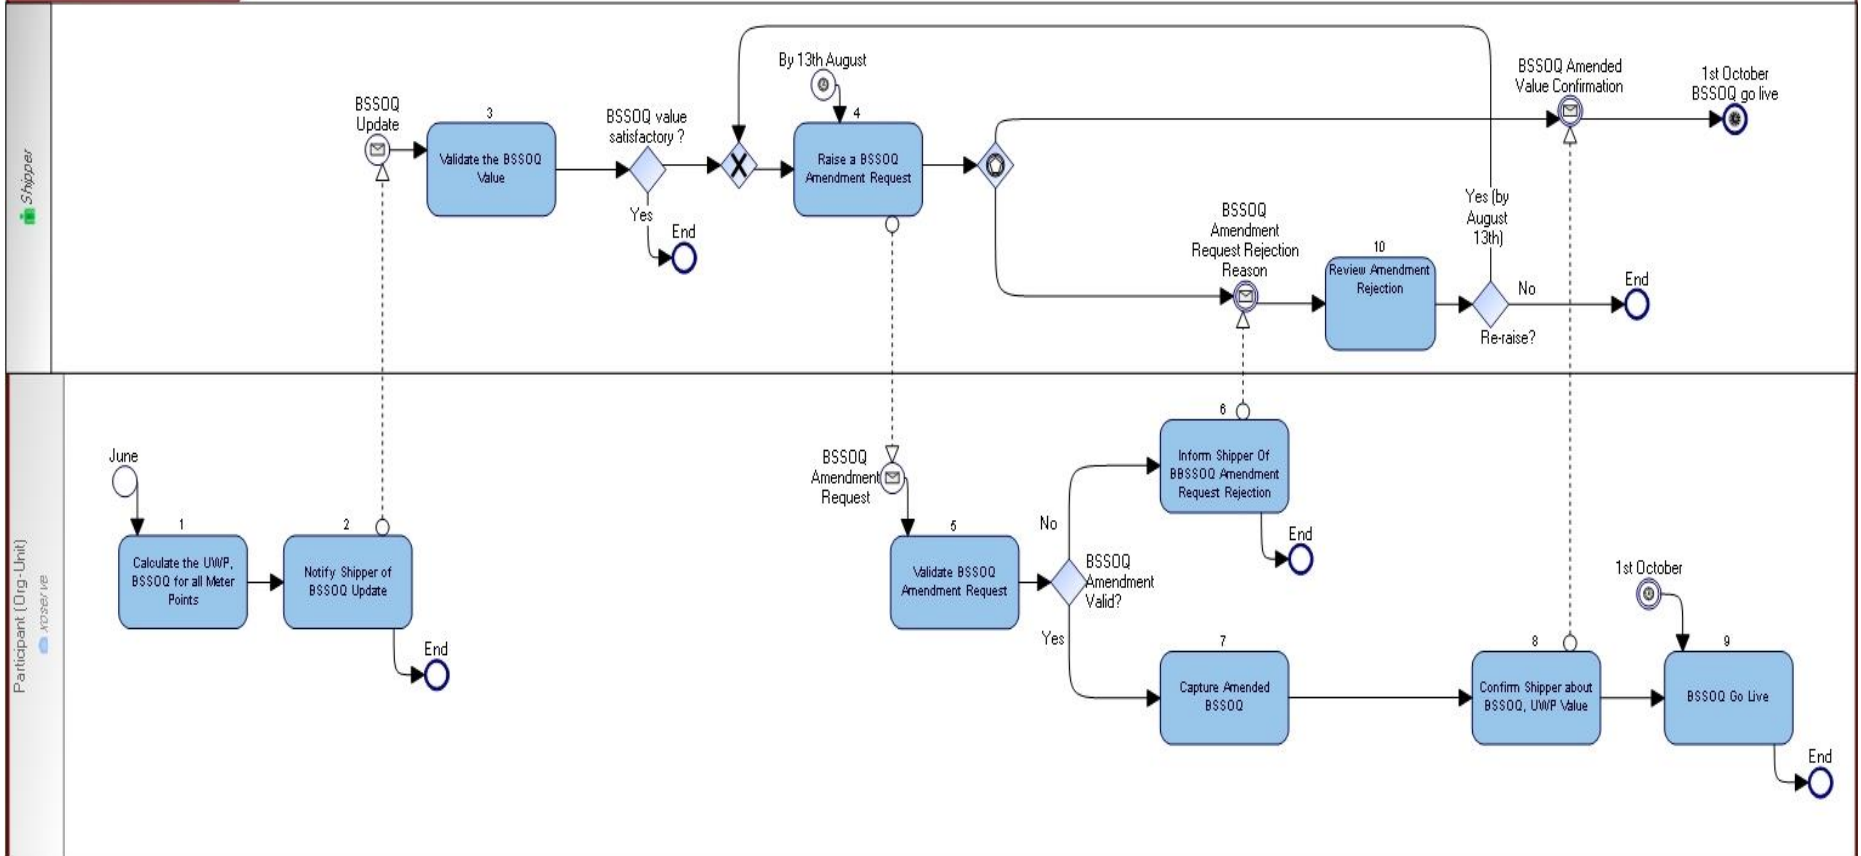 Shipper
BSSOQ
Update
3
Validate the BSSOQ
Value
BSSOQ value
satisfactory ?
Yes
End
By 13th August
4
Raise a BSSOQ
Amendment Request
BSSOQ
Amendment
Request Rejection
Reason
10
Review Amendment
Rejection
Yes (by
August
13th)
Re-raise?
No
End
BSSOQ Amended
Value Confirmation
1st October
BSSOQ go live
Participant (Org-Unit)
xoserve
June
1
Calculate the UWP,
BSSOQ for all Meter
Points
2
Notify Shipper of
BSSOQ Update
End
BSSOQ
Amendment
Request
5
Validate BSSOQ
Amendment Request
No
BSSOQ
Amendment
Valid?
Yes
6
Inform Shipper Of
BBSSOQ Amendment
Request Rejection
End
7
Capture Amended
BSSOQ
8
Confirm Shipper about
BSSOQ, UWP Value
1st October
9
BSSOQ Go Live
End